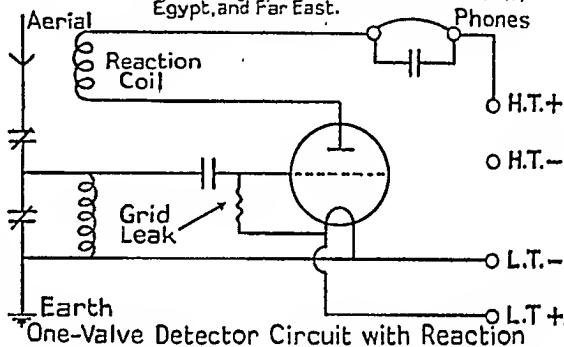 Egypt, and Far East.
Aerial
Phones
Reaction
Coil
H.T.+
H.T.-
Grid
Leak
L.T.-
L.T +
Earth
One-Valve Detector Circuit with Reaction